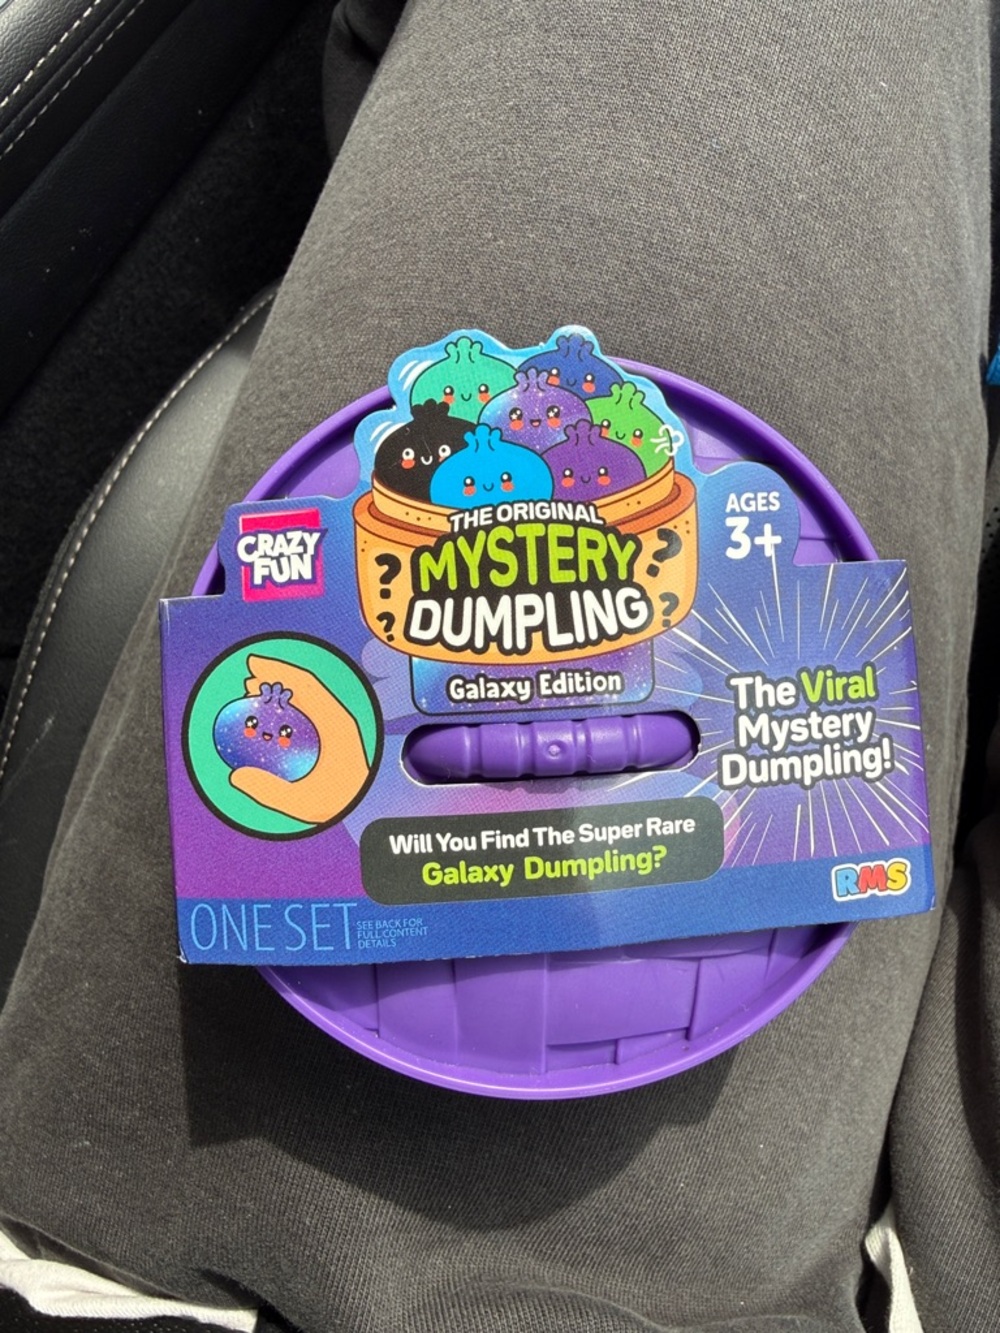 THE ORIGINAL
MYSTERY
DUMPLING
Galaxy Edition
CRAZY
FUN
AGES
3+
The Viral
Mystery
Dumpling!
Will You Find The Super Rare
Galaxy Dumpling?
RMS
ONE SET
SEE BACK FOR
FULL CONTENT
DETAILS
? ?
? ?